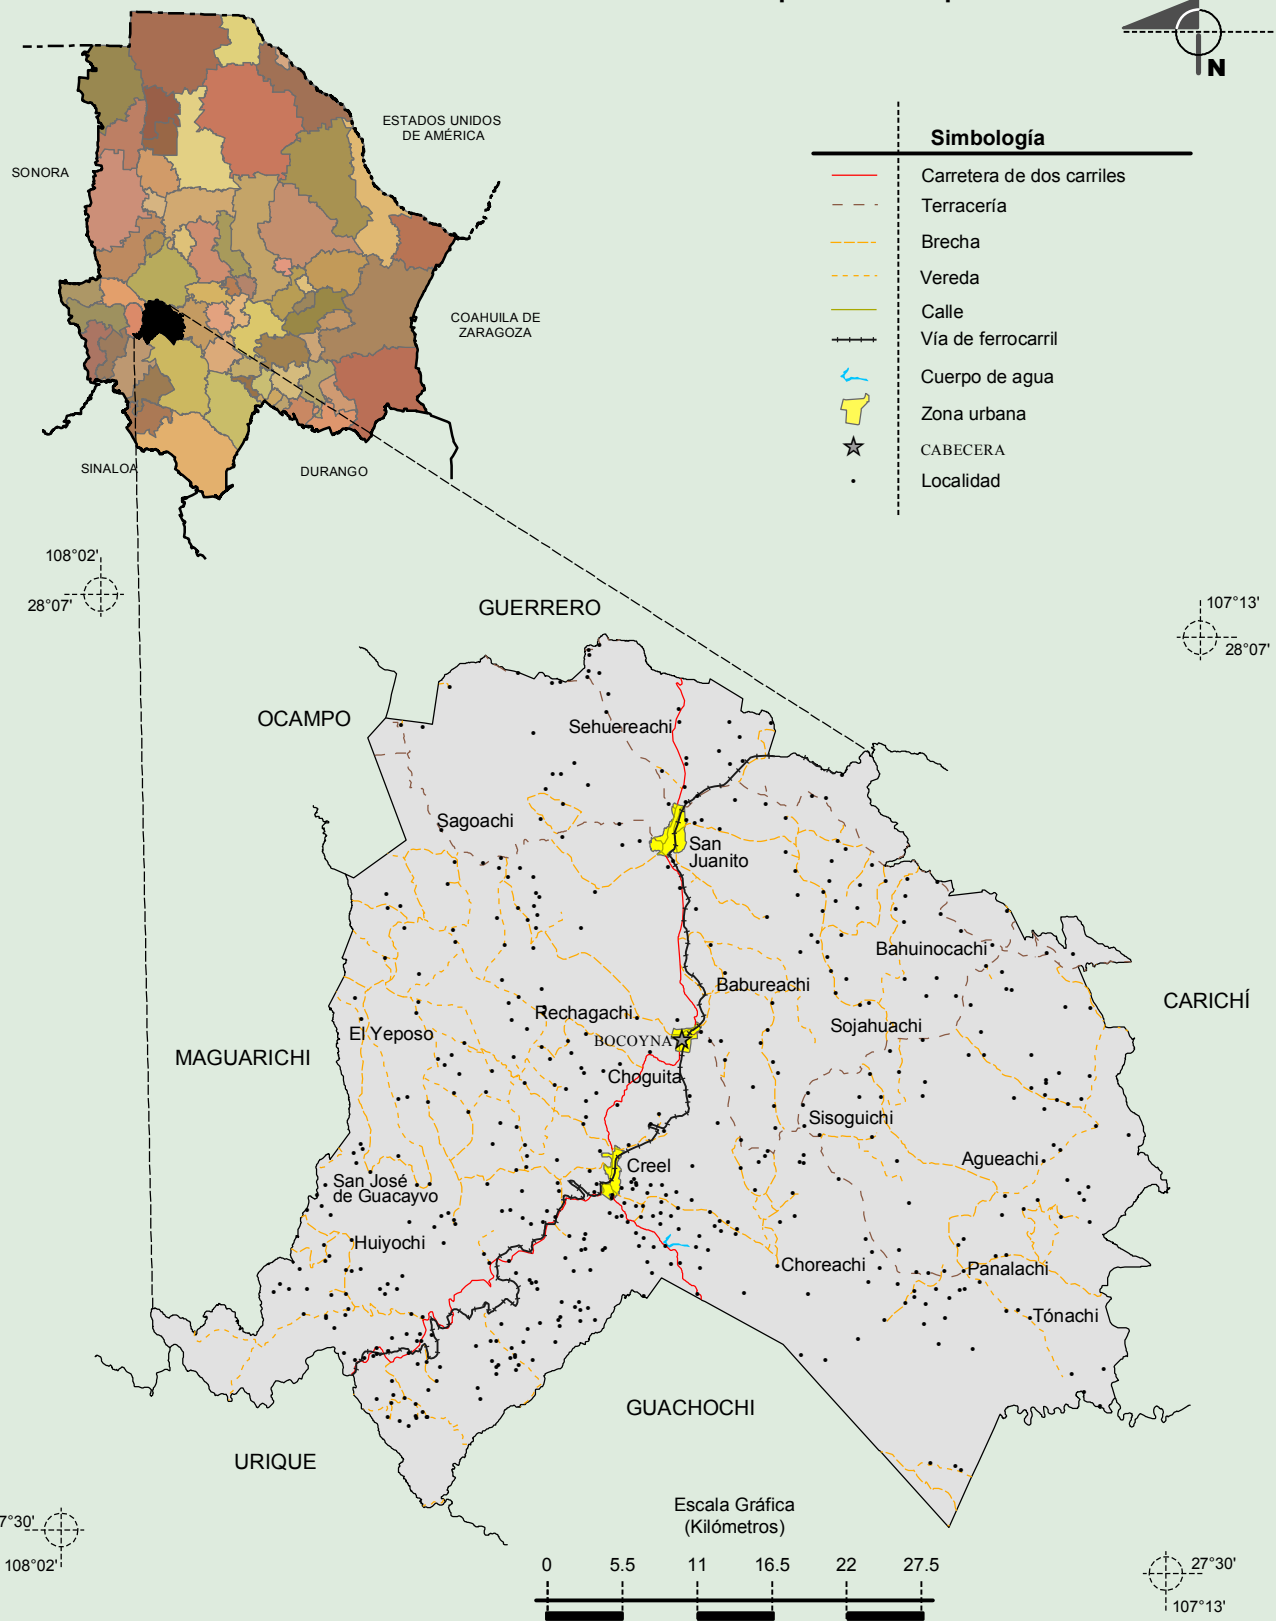 N
ESTADOS UNIDOS
DE AMÉRICA
SONORA
COAHUILA DE
ZARAGOZA
SINALOA
DURANGO
Simbología
Carretera de dos carriles
Terracería
Brecha
Vereda
Calle
Vía de ferrocarril
Cuerpo de agua
Zona urbana
CABECERA
Localidad
108°02'
28°07'
107°13'
28°07'
GUERRERO
OCAMPO
Sehuereachi
Sagoachi
San
Juanito
Bahuinocachi
Babureachi
CARICHÍ
Rechagachi
Sojahuachi
El Yeposo
BOCOYNA
MAGUARICHI
Choguita
Sisoguichi
Creel
Agueachi
San José
de Guacayvo
Huiyochi
Choreachi
Panalachi
Tónachi
GUACHOCHI
URIQUE
Escala Gráfica
(Kilómetros)
0 5.5 11 16.5 22 27.5
7°30'
108°02'
27°30'
107°13'